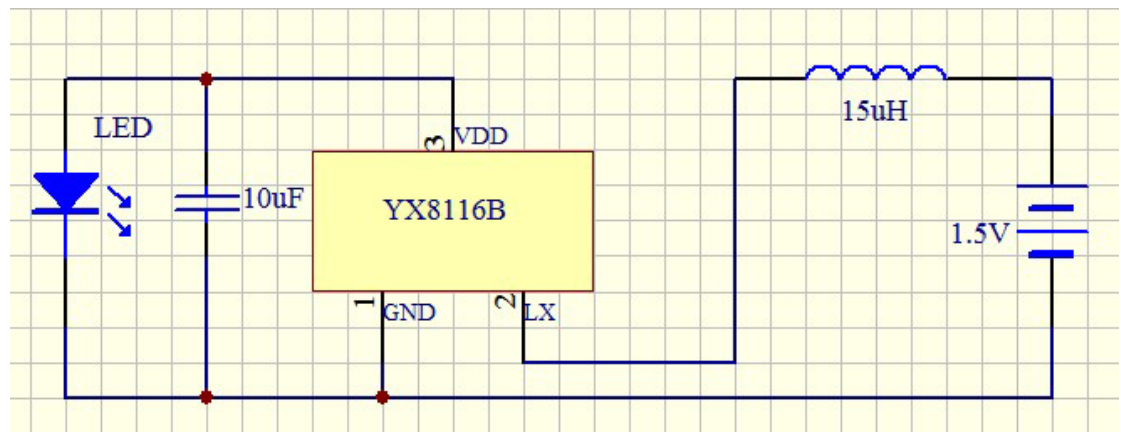 LED
15uH
3
VDD
10uF
YX8116B
1.5V
1
GND
2
LX